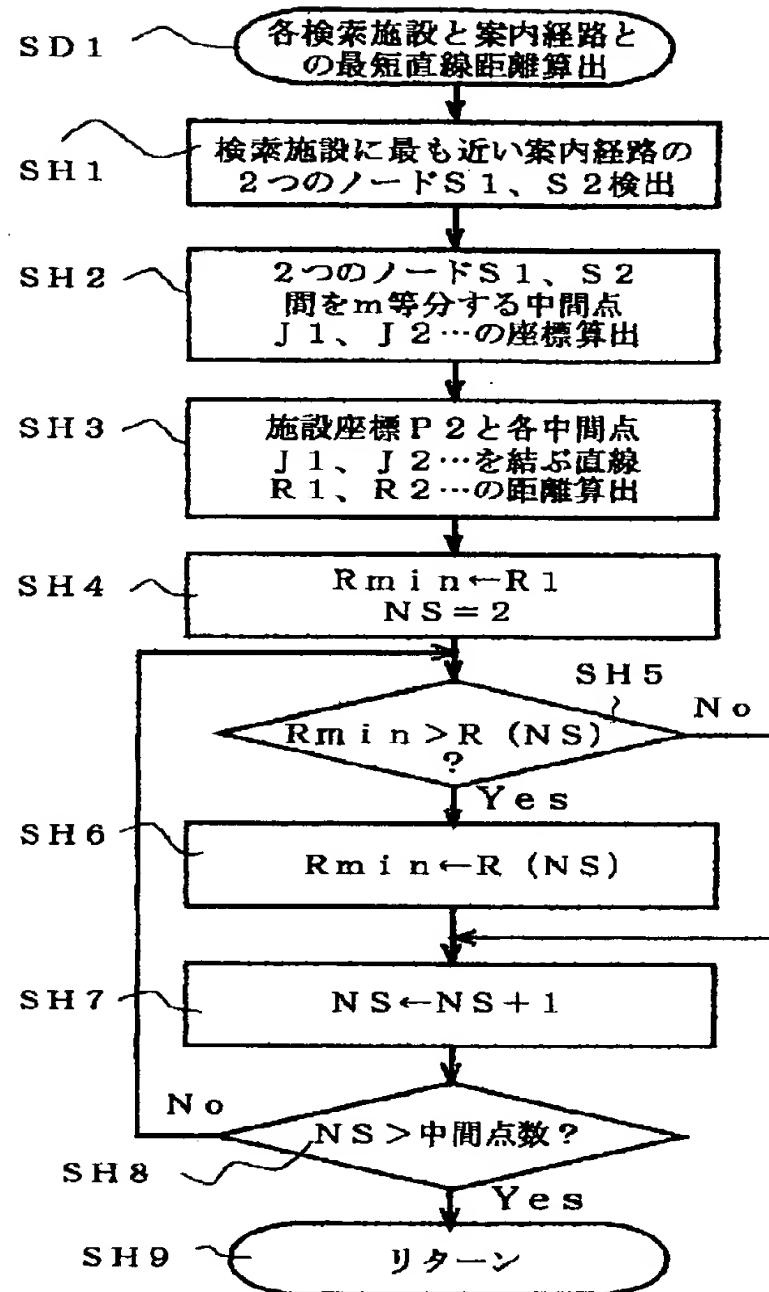 SD1
各検索施設と案内経路と
の最短直線距離算出
SH1
検索施設に最も近い案内経路の
2つのノードS1、S2検出
SH2
2つのノードS1、S2
間をm等分する中間点
J1、J2…の座標算出
SH3
施設座標P2と各中間点
J1、J2…を結ぶ直線
R1、R2…の距離算出
SH4
Rmin←R1
NS=2
SH5
Rmin>R(NS)
?
No
Yes
SH6
Rmin←R(NS)
SH7
NS←NS+1
No
NS>中間点数?
SH8
Yes
SH9
リターン